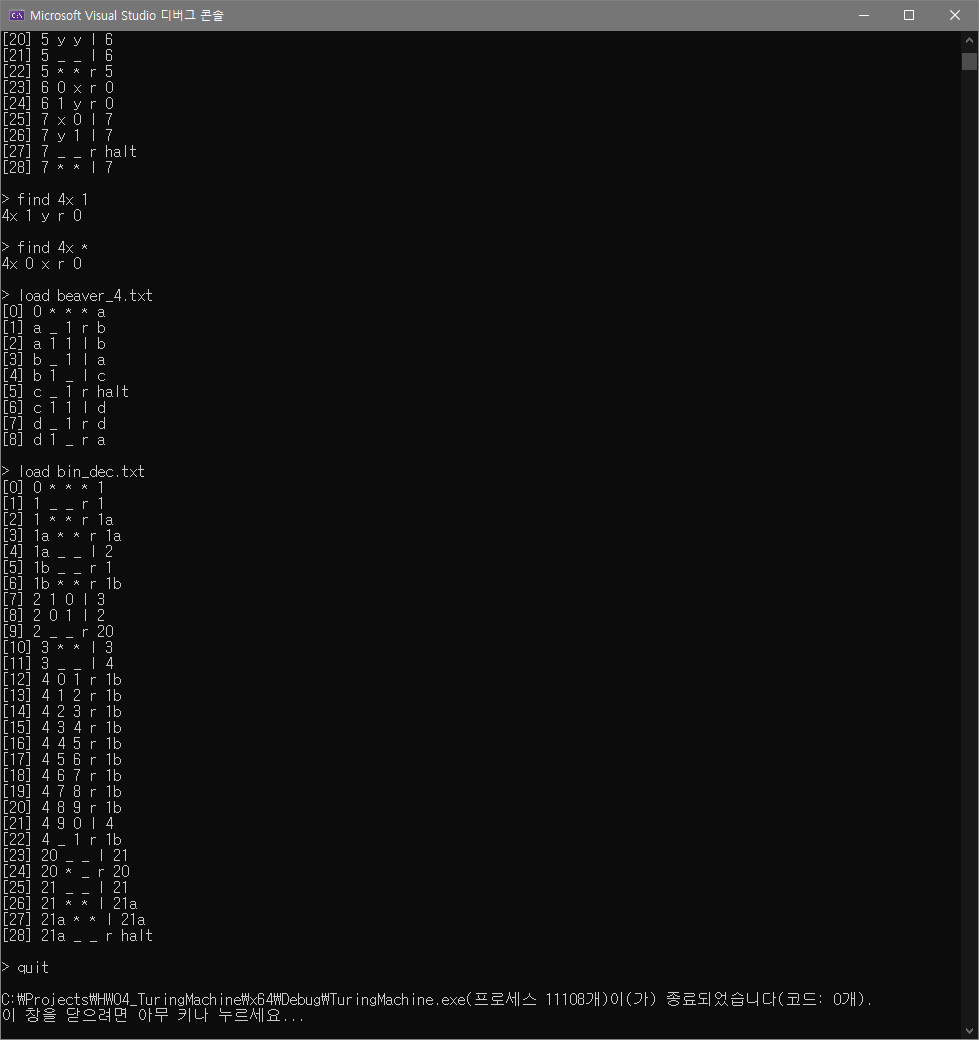 Microsoft Visual Studio 디버그 콘솔
[20] 5 y y l 6
[21] 5 _ _ l 6
[22] 5 * * r 5
[23] 6 0 x r 0
[24] 6 1 y r 0
[25] 7 x 0 l 7
[26] 7 y 1 l 7
[27] 7 _ _ r halt
[28] 7 * * l 7
> find 4x 1
4x 1 y r 0
> find 4x *
4x 0 x r 0
> load beaver_4.txt
[0] 0 * * * a
[1] a _ 1 r b
[2] a 1 1 l b
[3] b _ 1 l a
[4] b 1 _ l c
[5] c _ 1 r halt
[6] c 1 1 l d
[7] d _ 1 r d
[8] d 1 _ r a
> load bin_dec.txt
[0] 0 * * * 1
[1] 1 _ _ r 1
[2] 1 * * r 1a
[3] 1a * * r 1a
[4] 1a _ _ l 2
[5] 1b _ _ r 1
[6] 1b * * r 1b
[7] 2 1 0 l 3
[8] 2 0 1 l 2
[9] 2 _ _ r 20
[10] 3 * * l 3
[11] 3 _ _ l 4
[12] 4 0 1 r 1b
[13] 4 1 2 r 1b
[14] 4 2 3 r 1b
[15] 4 3 4 r 1b
[16] 4 4 5 r 1b
[17] 4 5 6 r 1b
[18] 4 6 7 r 1b
[19] 4 7 8 r 1b
[20] 4 8 9 r 1b
[21] 4 9 0 l 4
[22] 4 _ 1 r 1b
[23] 20 _ _ l 21
[24] 20 * _ r 20
[25] 21 _ _ l 21
[26] 21 * * l 21a
[27] 21a * * l 21a
[28] 21a _ _ r halt
> quit
C:₩Projects₩HW04_TuringMachine₩x64₩Debug₩TuringMachine.exe(프로세스 11108개)이(가) 종료되었습니다(코드: 0개).
이 창을 닫으려면 아무 키나 누르세요...